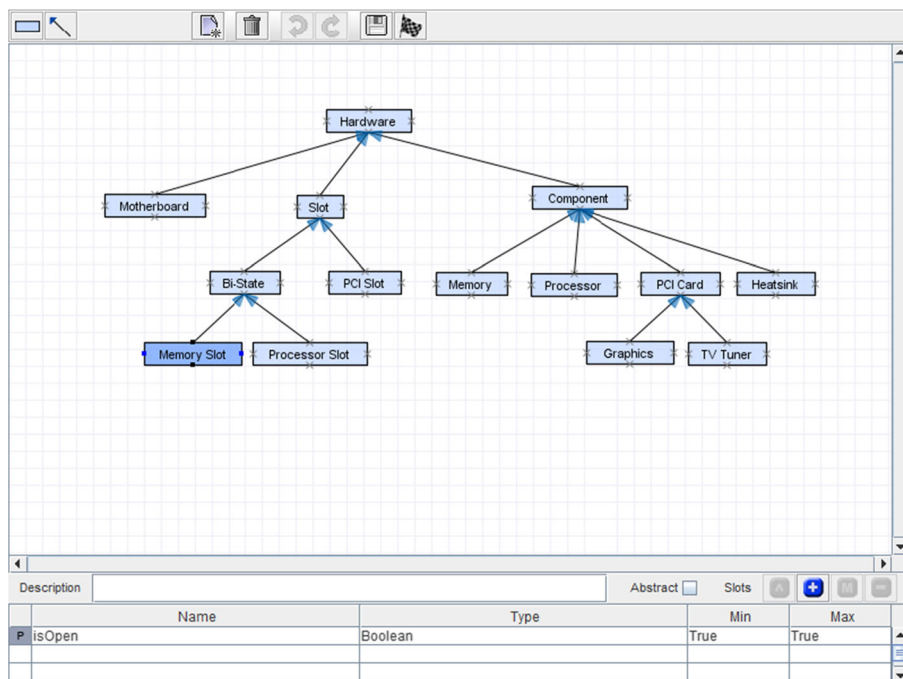 Hardware
Motherboard
Slot
Component
Bi-State
PCI Slot
Memory
Processor
PCI Card
Heatsink
Memory Slot
Processor Slot
Graphics
TV Tuner
Description
Abstract
Slots
A
M
Name Type Min Max
P isOpen Boolean True True